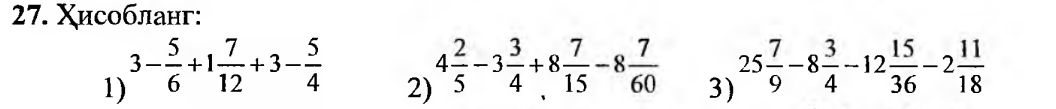 27. Ҳисобланг:
1) 3 − 5/6 + 1 7/12 + 3 − 5/4 2) 4 2/5 − 3 3/4 + 8 7/15 − 8 7/60 3) 25 7/9 − 8 3/4 − 12 15/36 − 2 11/18